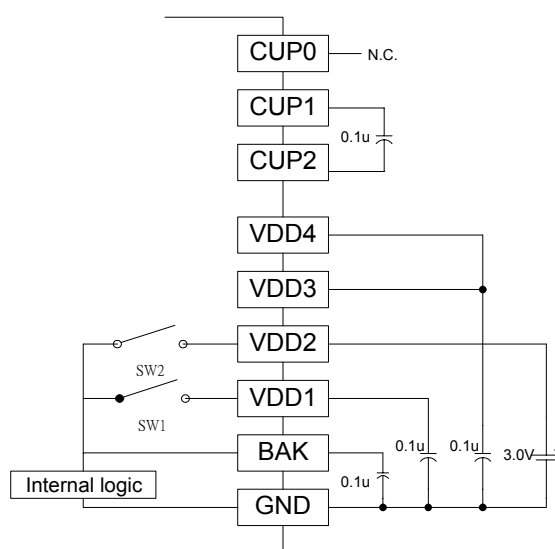 CUP0
N.C.
CUP1
0.1u
CUP2
VDD4
VDD3
VDD2
SW2
VDD1
SW1
BAK
0.1u
0.1u
3.0V
0.1u
Internal logic
GND